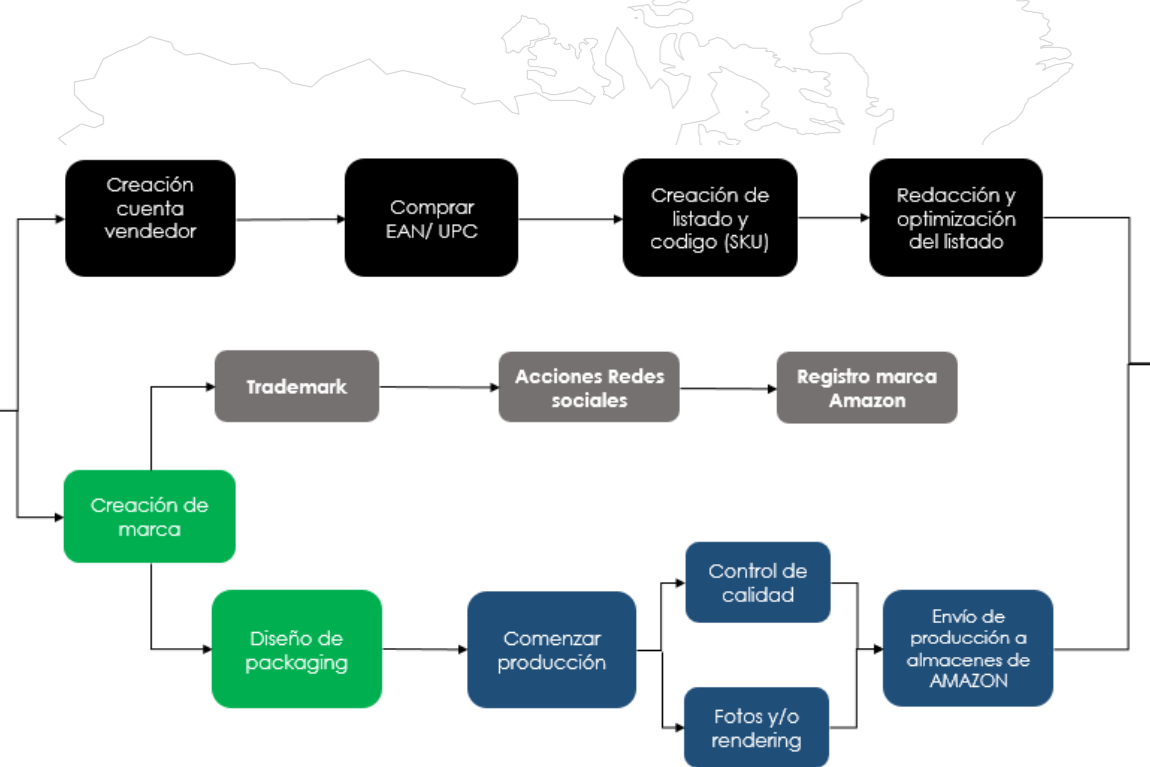 Creación
cuenta
vendedor
Comprar
EAN/ UPC
Creación de
listado y
codigo (SKU)
Redacción y
optimización
del listado
Trademark
Acciones Redes
sociales
Registro marca
Amazon
Creación de
marca
Diseño de
packaging
Comenzar
producción
Control de
calidad
Fotos y/o
rendering
Envío de
producción a
almacenes de
AMAZON